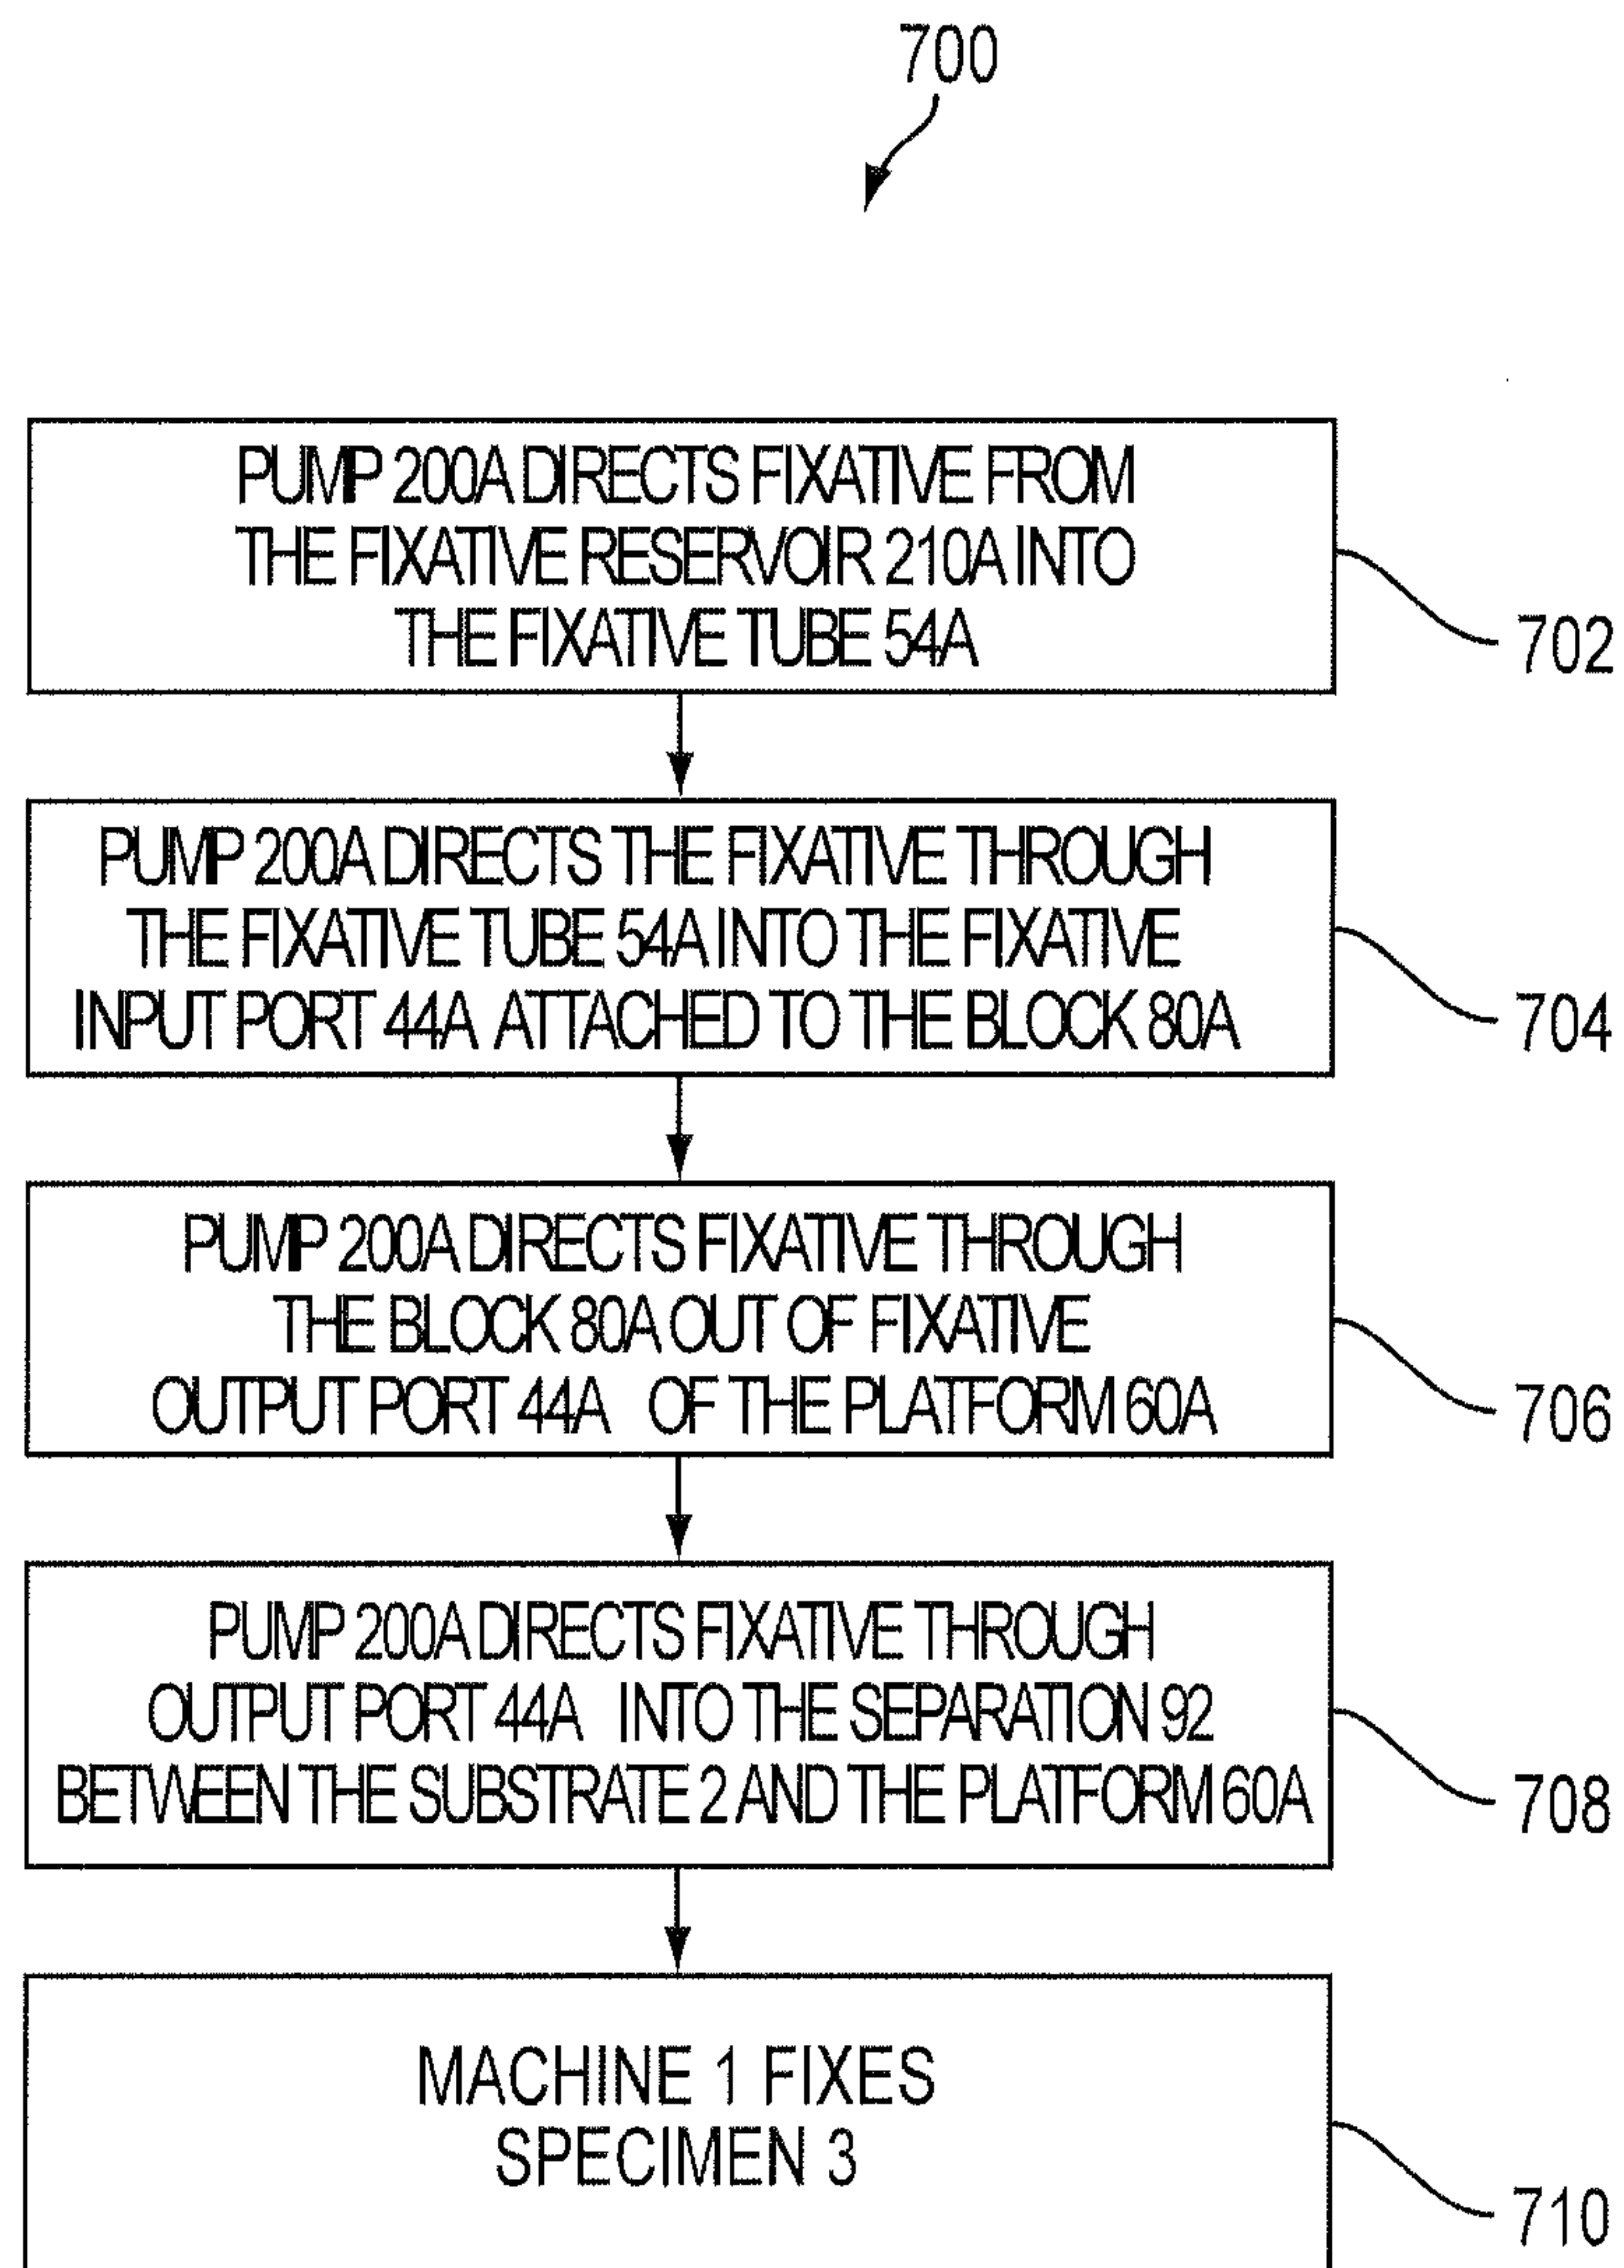 700
PUMP 200A DIRECTS FIXATIVE FROM
THE FIXATIVE RESERVOIR 210A INTO
THE FIXATIVE TUBE 54A
702
PUMP 200A DIRECTS THE FIXATIVE THROUGH
THE FIXATIVE TUBE 54A INTO THE FIXATIVE
INPUT PORT 44A ATTACHED TO THE BLOCK 80A
704
PUMP 200A DIRECTS FIXATIVE THROUGH
THE BLOCK 80A OUT OF FIXATIVE
OUTPUT PORT 44A OF THE PLATFORM 60A
706
PUMP 200A DIRECTS FIXATIVE THROUGH
OUTPUT PORT 44A INTO THE SEPARATION 92
BETWEEN THE SUBSTRATE 2 AND THE PLATFORM 60A
708
MACHINE 1 FIXES
SPECIMEN 3
710